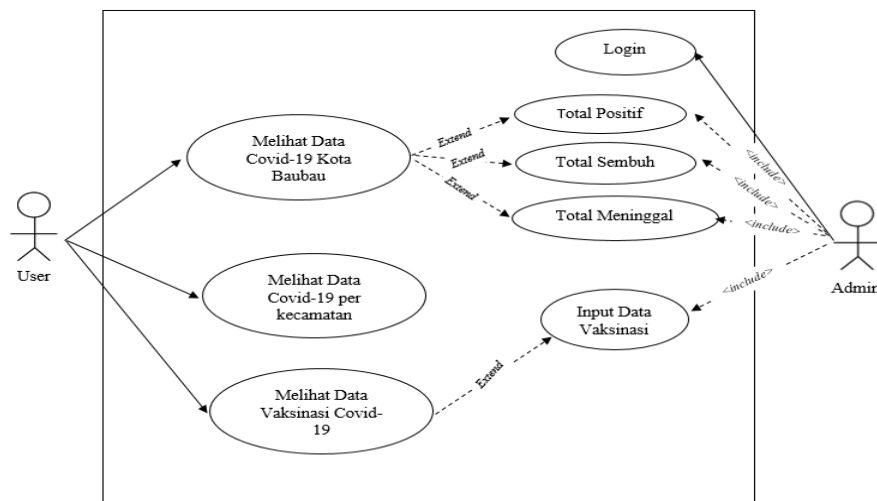 Login
Total Positif
Total Sembuh
Total Meninggal
Melihat Data
Covid-19 Kota
Baubau
Extend
Extend
Extend
<include>
<include>
<include>
<include>
User
Admin
Melihat Data
Covid-19 per
kecamatan
Input Data
Vaksinasi
Extend
Melihat Data
Vaksinasi Covid-
19